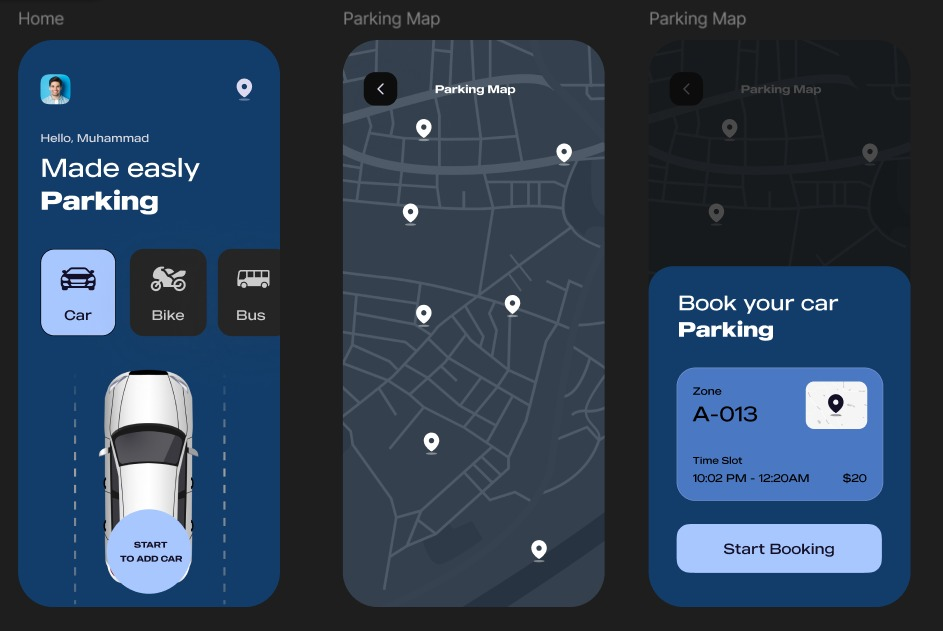 Home
Hello, Muhammad
Made easly
Parking
Car
Bike
Bus
START
TO ADD CAR
Parking Map
Parking Map
Parking Map
Parking Map
Book your car
Parking
Zone
A-013
Time Slot
10:02 PM - 12:20AM
$20
Start Booking